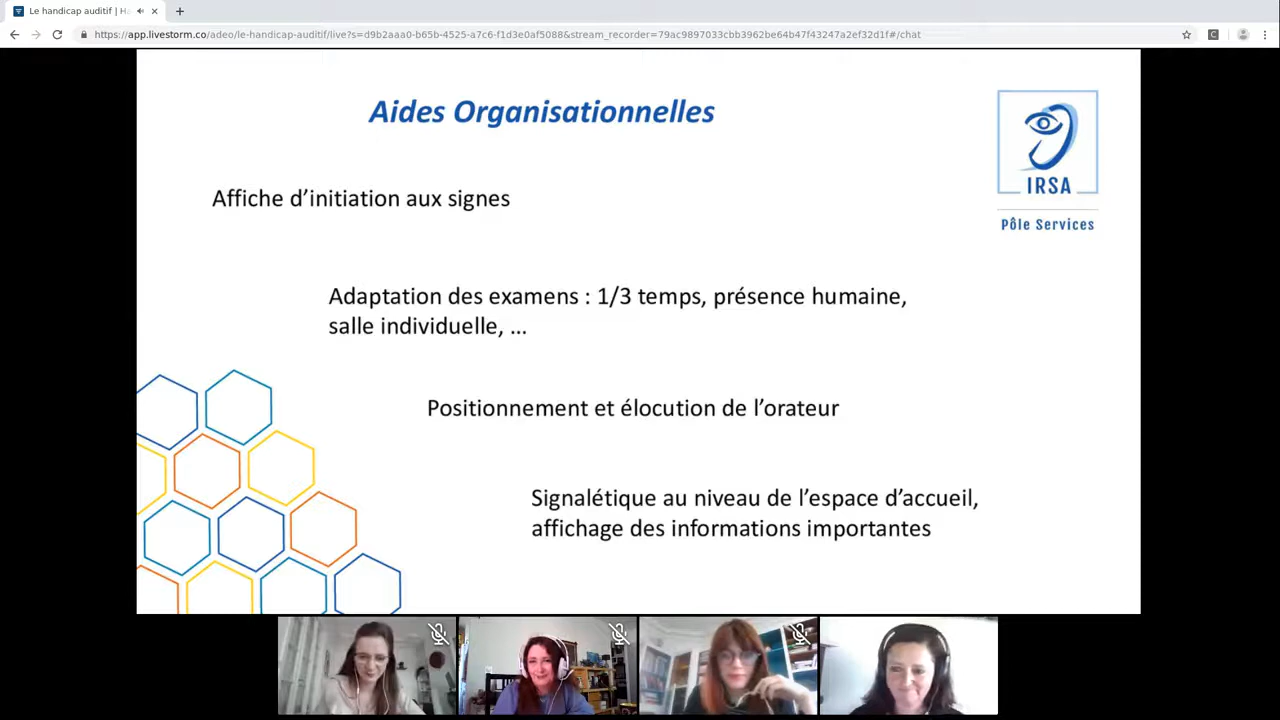 Le handicap auditif | Ha
https://app.livestorm.co/adeo/le-handicap-auditif/live?s=d9b2aaa0-b65b-4525-a7c6-f1d3e0af5088&stream_recorder=79ac9897033cbb3962be64b47f43247a2ef32d1f#/chat
Aides Organisationnelles
IRSA
Pôle Services
Affiche d’initiation aux signes
Adaptation des examens : 1/3 temps, présence humaine,
salle individuelle, ...
Positionnement et élocution de l’orateur
Signalétique au niveau de l’espace d’accueil,
affichage des informations importantes